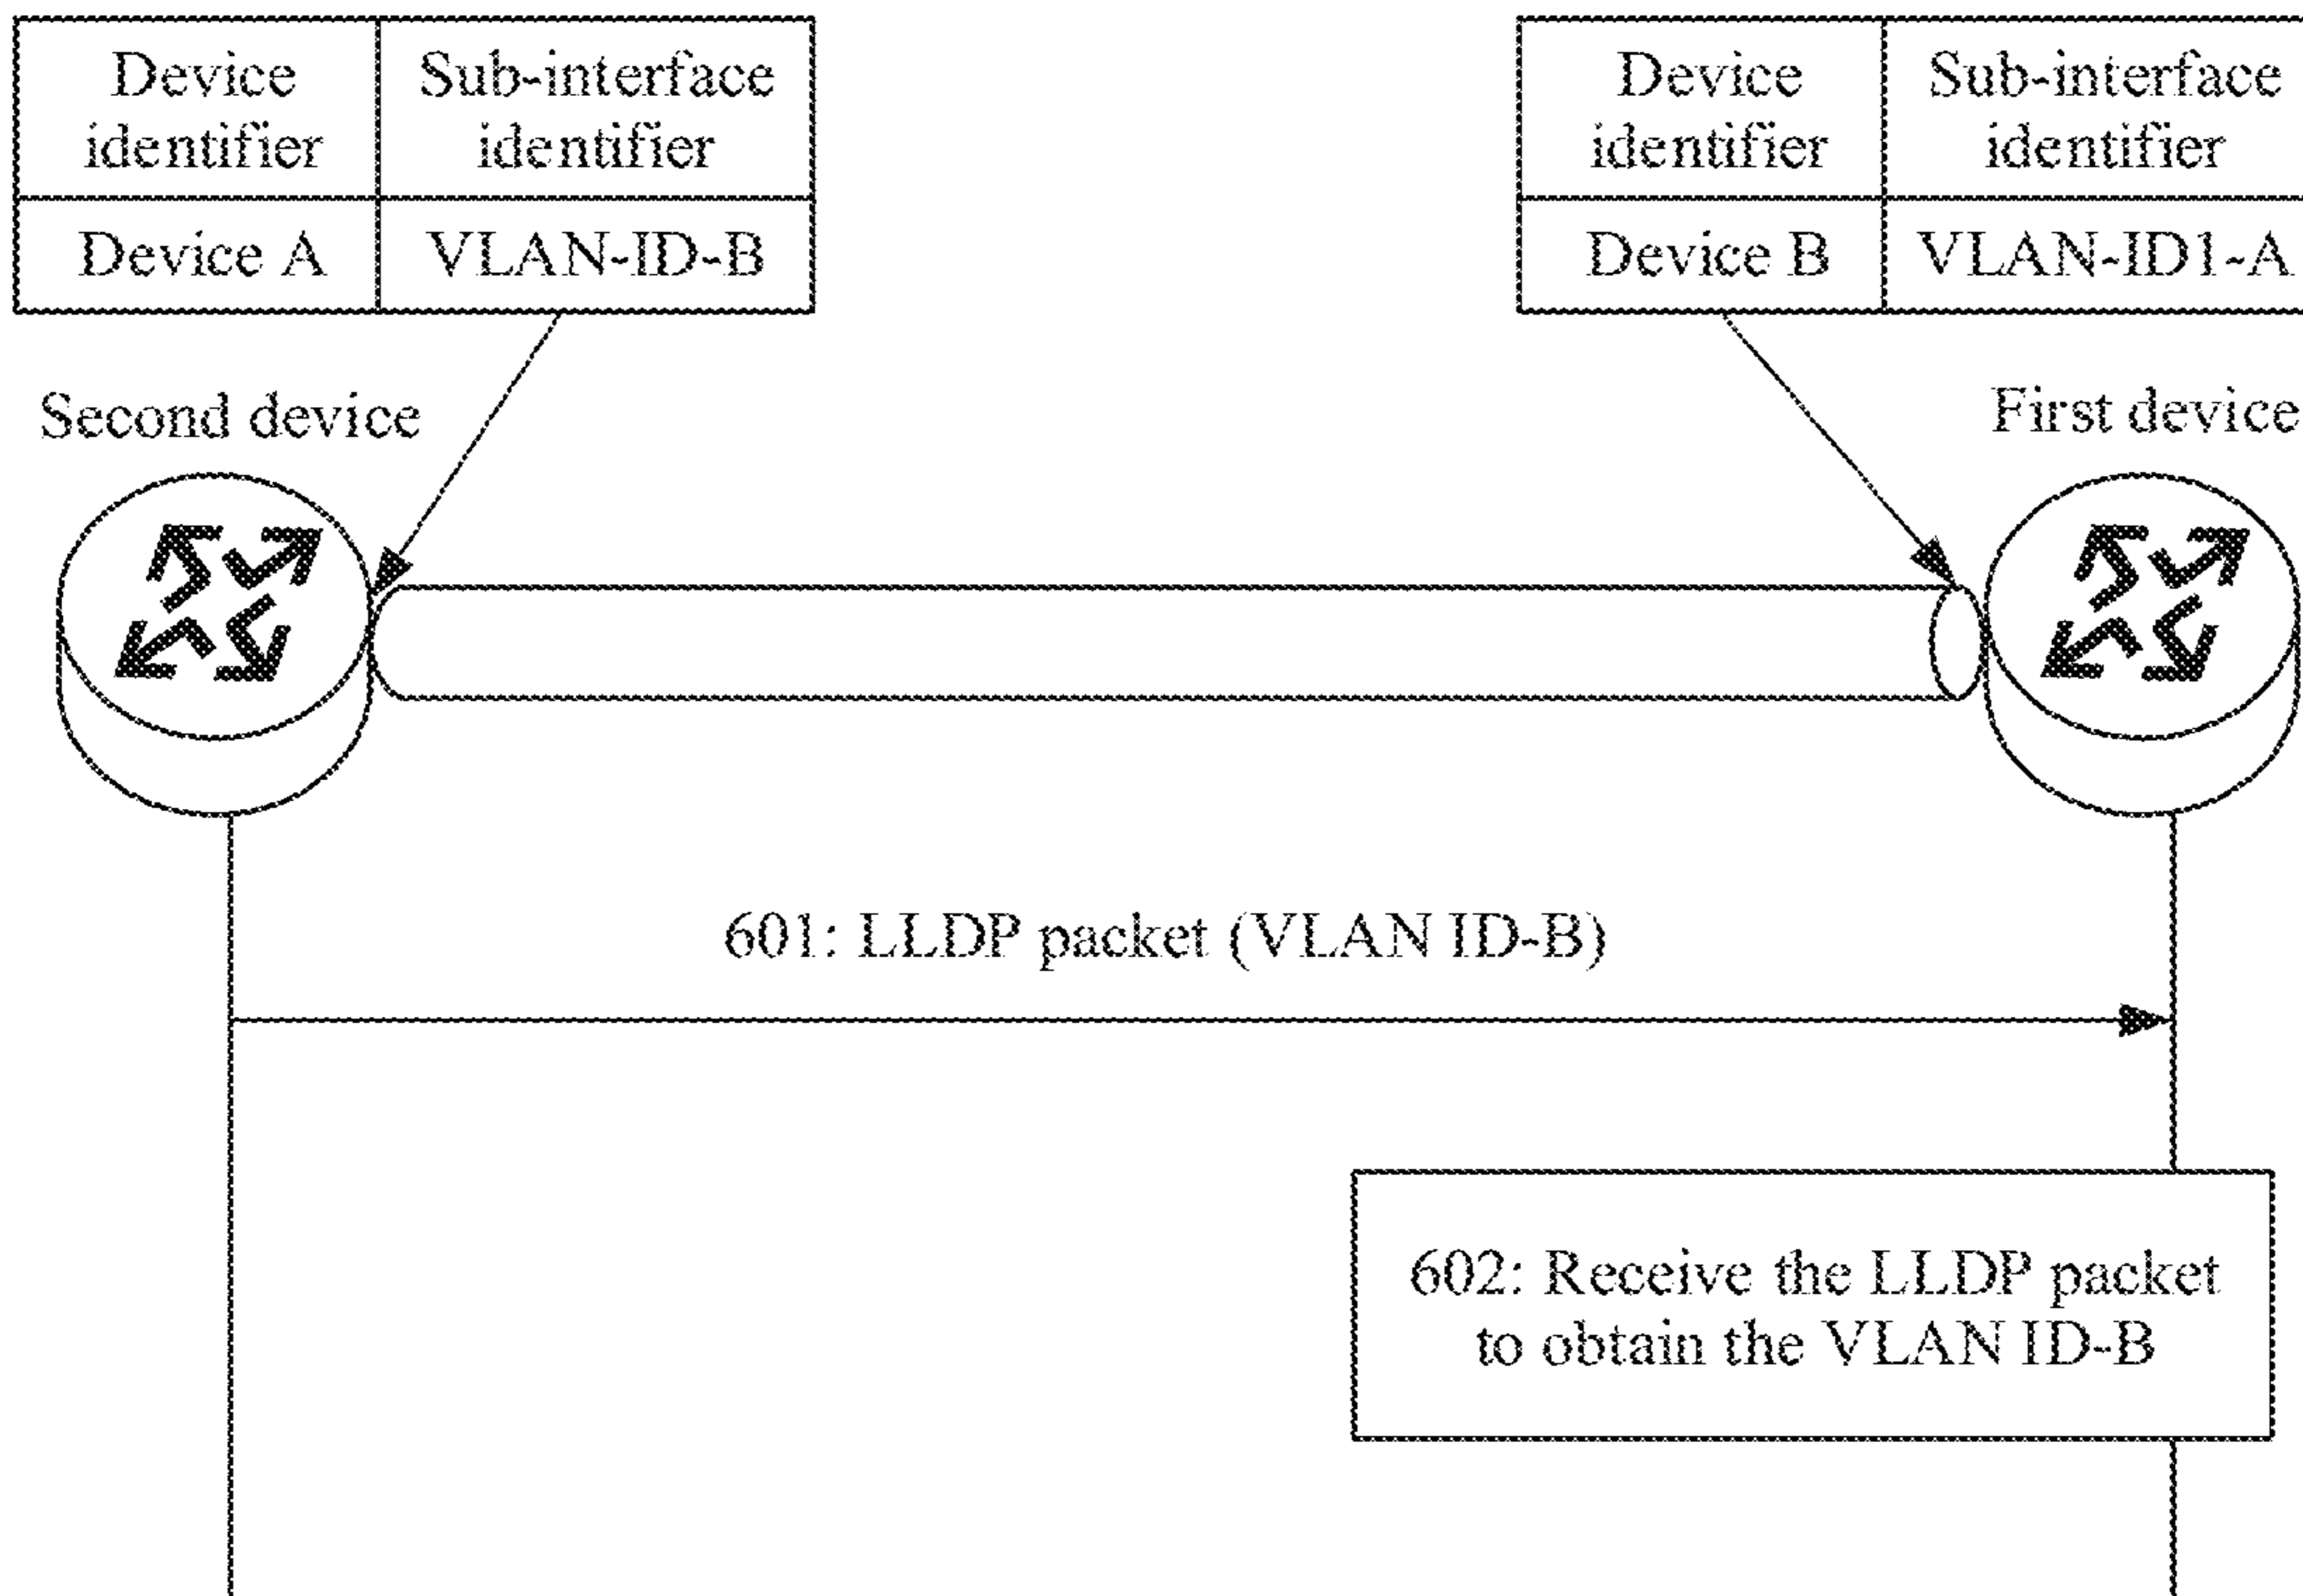 Device
identifier
Sub-interface
identifier
Device A
VLAN-ID-B
Device
identifier
Sub-interface
identifier
Device B
VLAN-ID1-A
Second device
First device
601: LLDP packet (VLAN ID-B)
602: Receive the LLDP packet
to obtain the VLAN ID-B